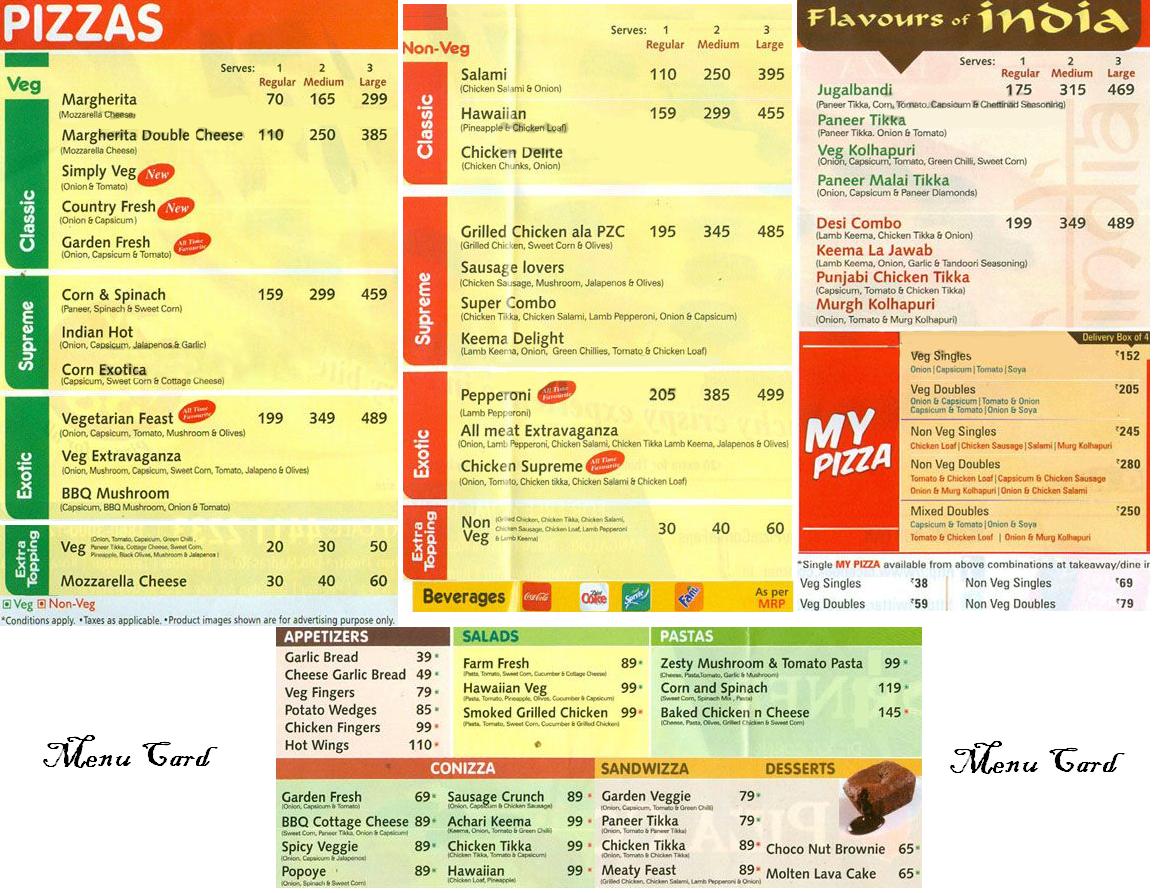 PIZZAS
Serves: 1 2 3
Veg Regular Medium Large
Classic
Margherita 70 165 299
(Mozzarella Cheese)
Margherita Double Cheese 110 250 385
(Mozzarella Cheese)
Simply Veg New
(Onion & Tomato)
Country Fresh New
(Onion & Capsicum)
Garden Fresh All Time Favourite
(Onion, Capsicum & Tomato)
Supreme
Corn & Spinach 159 299 459
(Paneer, Spinach & Sweet Corn)
Indian Hot
(Onion, Capsicum, Jalapenos & Garlic)
Corn Exotica
(Capsicum, Sweet Corn & Cottage Cheese)
Exotic
Vegetarian Feast All Time Favourite 199 349 489
(Onion, Capsicum, Tomato, Mushroom & Olives)
Veg Extravaganza
(Onion, Mushroom, Capsicum, Sweet Corn, Tomato, Jalapeno & Olives)
BBQ Mushroom
(Capsicum, BBQ Mushroom, Onion & Tomato)
Extra Topping
Veg 20 30 50
(Onion, Tomato, Capsicum, Green Chilli,
Paneer Tikka, Cottage Cheese, Sweet Corn,
Pineapple, Black Olives, Mushroom & Jalapenos)
Mozzarella Cheese 30 40 60
Veg Non-Veg
*Conditions apply. •Taxes as applicable. •Product images shown are for advertising purpose only.
Serves: 1 2 3
Non-Veg Regular Medium Large
Classic
Salami 110 250 395
(Chicken Salami & Onion)
Hawaiian 159 299 455
(Pineapple & Chicken Loaf)
Chicken Delite
(Chicken Chunks, Onion)
Supreme
Grilled Chicken ala PZC 195 345 485
(Grilled Chicken, Sweet Corn & Olives)
Sausage lovers
(Chicken Sausage, Mushroom, Jalapenos & Olives)
Super Combo
(Chicken Tikka, Chicken Salami, Lamb Pepperoni, Onion & Capsicum)
Keema Delight
(Lamb Keema, Onion, Green Chillies, Tomato & Chicken Loaf)
Exotic
Pepperoni All Time Favourite 205 385 499
(Lamb Pepperoni)
All meat Extravaganza
(Onion, Lamb Pepperoni, Chicken Salami, Chicken Tikka Lamb Keema, Jalapenos & Olives)
Chicken Supreme All Time Favourite
(Onion, Tomato, Chicken tikka, Chicken Salami & Chicken Loaf)
Extra Topping
Non Veg 30 40 60
(Grilled Chicken, Chicken Tikka, Chicken Salami,
Chicken Sausage, Chicken Loaf, Lamb Pepperoni
& Lamb Keema)
Beverages Coca-Cola Diet Coke Sprite Fanta As per MRP
Flavours of india
Serves: 1 2 3
Regular Medium Large
Jugalbandi 175 315 469
(Paneer Tikka, Corn, Tomato, Capsicum & Chettinad Seasoning)
Paneer Tikka
(Paneer Tikka, Onion & Tomato)
Veg Kolhapuri
(Onion, Capsicum, Tomato, Green Chilli, Sweet Corn)
Paneer Malai Tikka
(Onion, Capsicum & Paneer Diamonds)
Desi Combo 199 349 489
(Lamb Keema, Chicken Tikka & Onion)
Keema La Jawab
(Lamb Keema, Onion, Garlic & Tandoori Seasoning)
Punjabi Chicken Tikka
(Capsicum, Tomato & Chicken Tikka)
Murgh Kolhapuri
(Onion, Tomato & Murg Kolhapuri)
india
Delivery Box of 4
MY PIZZA
Veg Singles ₹152
Onion|Capsicum|Tomato|Soya
Veg Doubles ₹205
Onion & Capsicum|Tomato & Onion
Capsicum & Tomato|Onion & Soya
Non Veg Singles ₹245
Chicken Loaf|Chicken Sausage|Salami|Murg Kolhapuri
Non Veg Doubles ₹280
Tomato & Chicken Loaf|Capsicum & Chicken Sausage
Onion & Murg Kolhapuri|Onion & Chicken Salami
Mixed Doubles ₹250
Capsicum & Tomato|Onion & Soya
Tomato & Chicken Loaf | Onion & Murg Kolhapuri
*Single MY PIZZA available from above combinations at takeaway/dine in
Veg Singles ₹38 Non Veg Singles ₹69
Veg Doubles ₹59 Non Veg Doubles ₹79
APPETIZERS
Garlic Bread 39*
Cheese Garlic Bread 49*
Veg Fingers 79*
Potato Wedges 85*
Chicken Fingers 99*
Hot Wings 110*
SALADS
Farm Fresh 89*
(Pasta, Tomato, Sweet Corn, Cucumber & Cottage Cheese)
Hawaiian Veg 99*
(Pasta, Tomato, Pineapple, Olives, Cucumber & Capsicum)
Smoked Grilled Chicken 99*
(Pasta, Tomato, Sweet Corn, Cucumber & Grilled Chicken)
PASTAS
Zesty Mushroom & Tomato Pasta 99*
(Cheese, Pasta,Tomato, Garlic & Mushroom)
Corn and Spinach 119*
(Sweet Corn, Spinach Mix, Pasta)
Baked Chicken n Cheese 145*
(Cheese, Pasta, Olives, Grilled Chicken & Sweet Corn)
Menu Card
Menu Card
CONIZZA
Garden Fresh 69*
(Onion, Capsicum & Tomato)
BBQ Cottage Cheese 89*
(Sweet Corn, Paneer Tikka, Onion & Capsicum)
Spicy Veggie 89*
(Onion, Capsicum & Jalapenos)
Popoye 89*
(Onion, Spinach & Sweet Corn)
Sausage Crunch 89*
(Onion, Capsicum & Chicken Sausage)
Achari Keema 99*
(Keema, Onion, Tomato & Green Chilli)
Chicken Tikka 99*
(Chicken Tikka, Tomato & Capsicum)
Hawaiian 99*
(Chicken Loaf, Pineapple)
SANDWIZZA
Garden Veggie 79*
(Onion, Capsicum, Tomato & Green Chilli)
Paneer Tikka 79*
(Onion, Tomato & Paneer Tikka)
Chicken Tikka 89*
(Onion, Tomato & Chicken Tikka)
Meaty Feast 89*
(Grilled Chicken, Chicken Salami, Lamb Pepperoni & Onion)
DESSERTS
Choco Nut Brownie 65*
Molten Lava Cake 65*